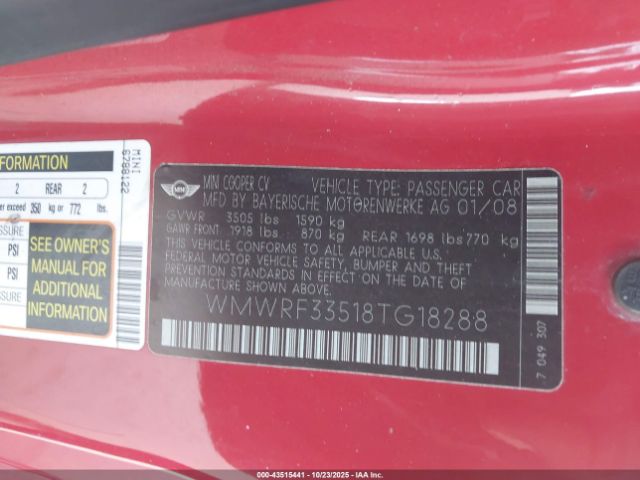 FORMATION
2 REAR 2
er exceed 350 kg or 772 lbs.
SSURE
PSI
PSI
SEE OWNER'S
MANUAL FOR
ADDITIONAL
INFORMATION
MINI
6788122
MINI
MINI COOPER CV VEHICLE TYPE: PASSENGER CAR
MFD BY BAYERISCHE MOTORENWERKE AG 01/08
GVWR 3505 lbs 1590 kg
GAWR FRONT 1918 lbs 870 kg REAR 1698 lbs 770 kg
THIS VEHICLE CONFORMS TO ALL APPLICABLE U.S.
FEDERAL MOTOR VEHICLE SAFETY, BUMPER AND THEFT
PREVENTION STANDARDS IN EFFECT ON THE DATE OF
MANUFACTURE SHOWN ABOVE.
WMWRF33518TG18288
7 049 307
000-43515441 - 10/23/2025 - IAA Inc.